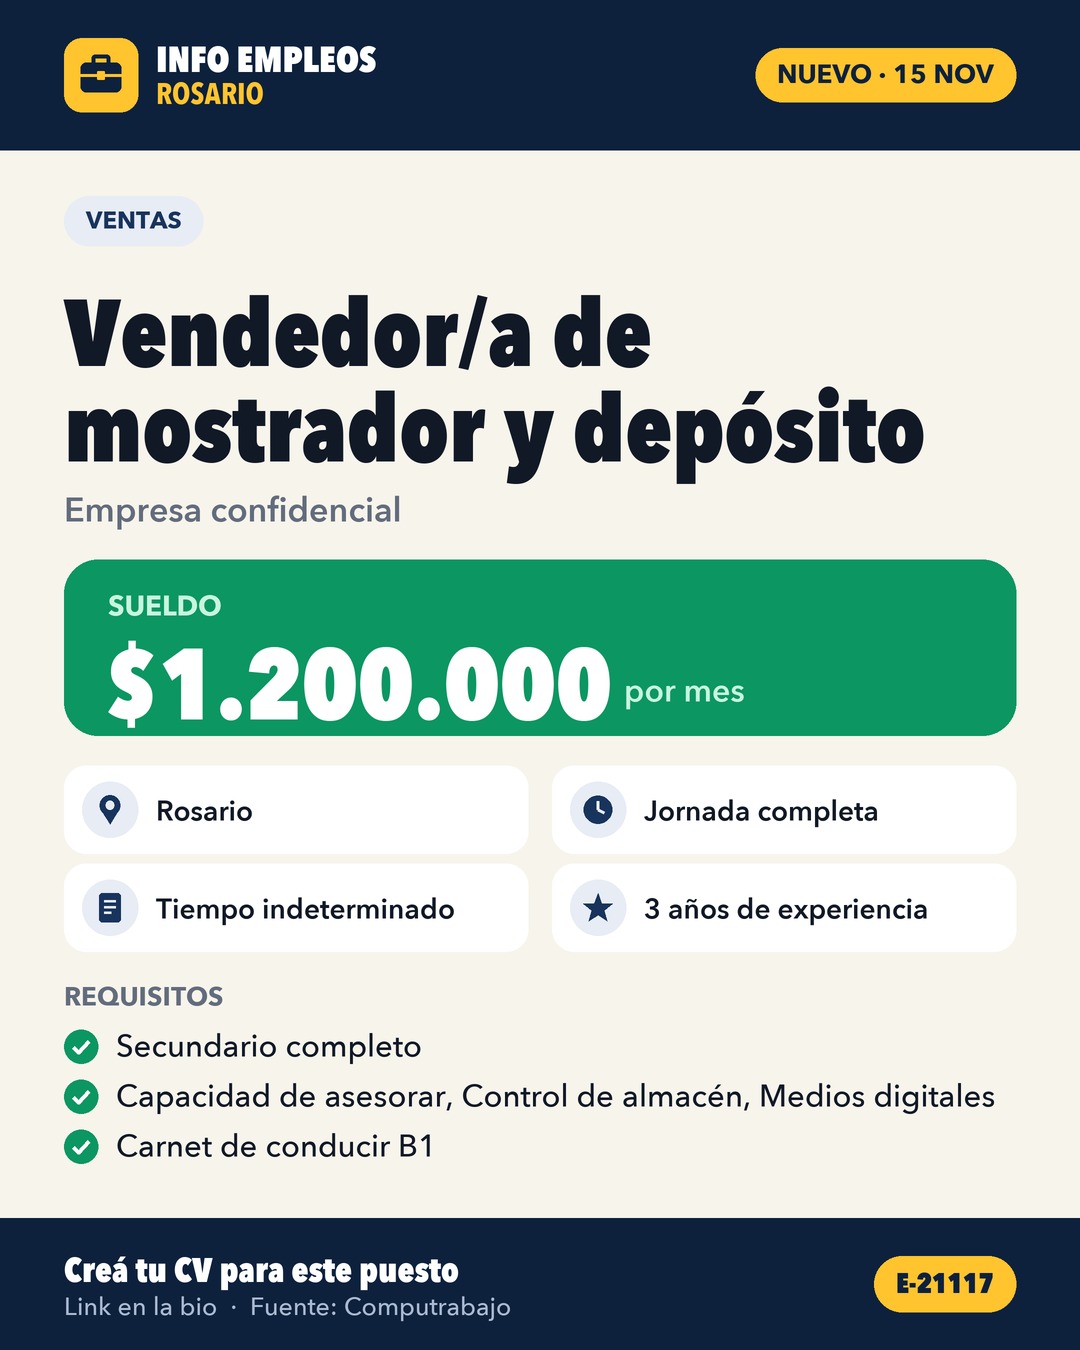 INFO EMPLEOS
ROSARIO
NUEVO · 15 NOV
VENTAS
Vendedor/a de
mostrador y depósito
Empresa confidencial
SUELDO
$1.200.000 por mes
Rosario
Jornada completa
Tiempo indeterminado
3 años de experiencia
REQUISITOS
Secundario completo
Capacidad de asesorar, Control de almacén, Medios digitales
Carnet de conducir B1
Creá tu CV para este puesto
Link en la bio · Fuente: Computrabajo
E-21117